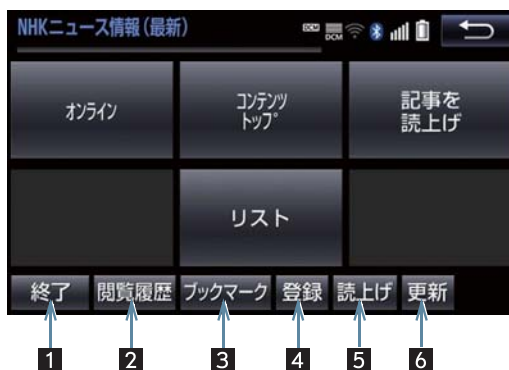 NHKニュース情報(最新)
DCM
DCM
オンライン
コンテンツ
トップ
記事を
読上げ
リスト
終了 閲覧履歴 ブックマーク 登録 読上げ 更新
1 2 3 4 5 6